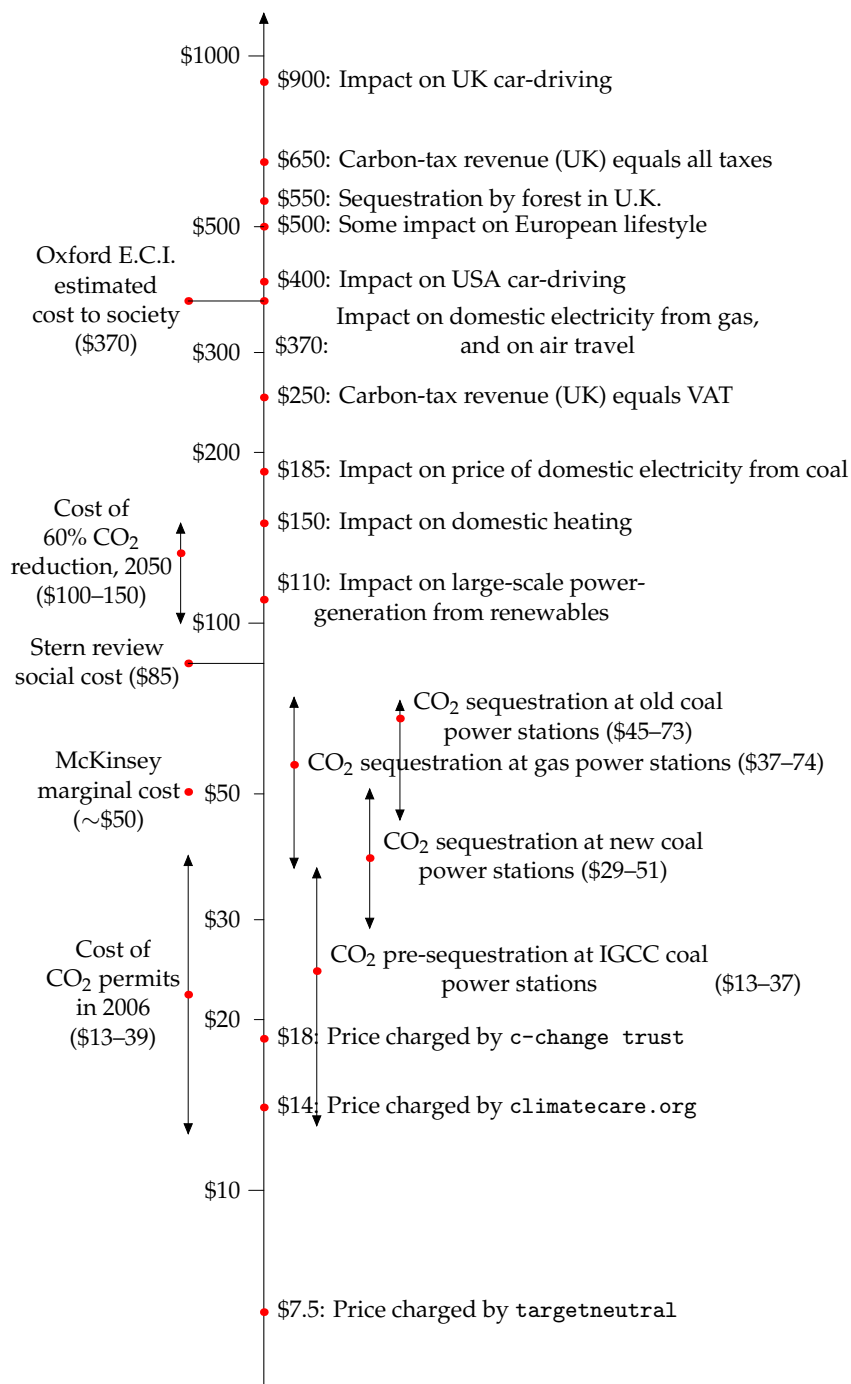 $1000
$900: Impact on UK car-driving
$650: Carbon-tax revenue (UK) equals all taxes
$550: Sequestration by forest in U.K.
$500
$500: Some impact on European lifestyle
Oxford E.C.I.
estimated
cost to society
($370)
$400: Impact on USA car-driving
Impact on domestic electricity from gas,
$370: and on air travel
$300
$250: Carbon-tax revenue (UK) equals VAT
$200
$185: Impact on price of domestic electricity from coal
Cost of
60% CO₂
reduction, 2050
($100–150)
$150: Impact on domestic heating
$110: Impact on large-scale power-
generation from renewables
$100
Stern review
social cost ($85)
CO₂ sequestration at old coal
power stations ($45–73)
CO₂ sequestration at gas power stations ($37–74)
McKinsey
marginal cost
(∼$50)
$50
CO₂ sequestration at new coal
power stations ($29–51)
$30
Cost of
CO₂ permits
in 2006
($13–39)
CO₂ pre-sequestration at IGCC coal
power stations ($13–37)
$20
$18: Price charged by c-change trust
$14: Price charged by climatecare.org
$10
$7.5: Price charged by targetneutral